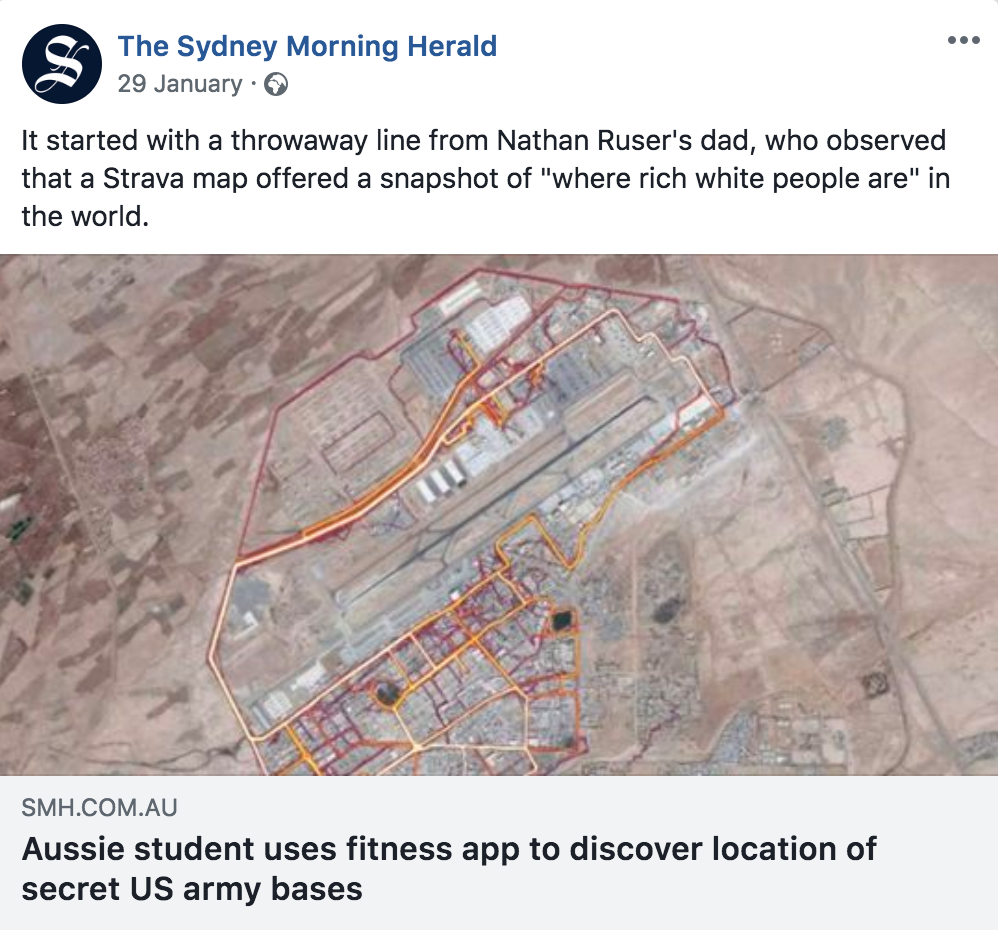 The Sydney Morning Herald
29 January ·
It started with a throwaway line from Nathan Ruser's dad, who observed
that a Strava map offered a snapshot of "where rich white people are" in
the world.
SMH.COM.AU
Aussie student uses fitness app to discover location of
secret US army bases